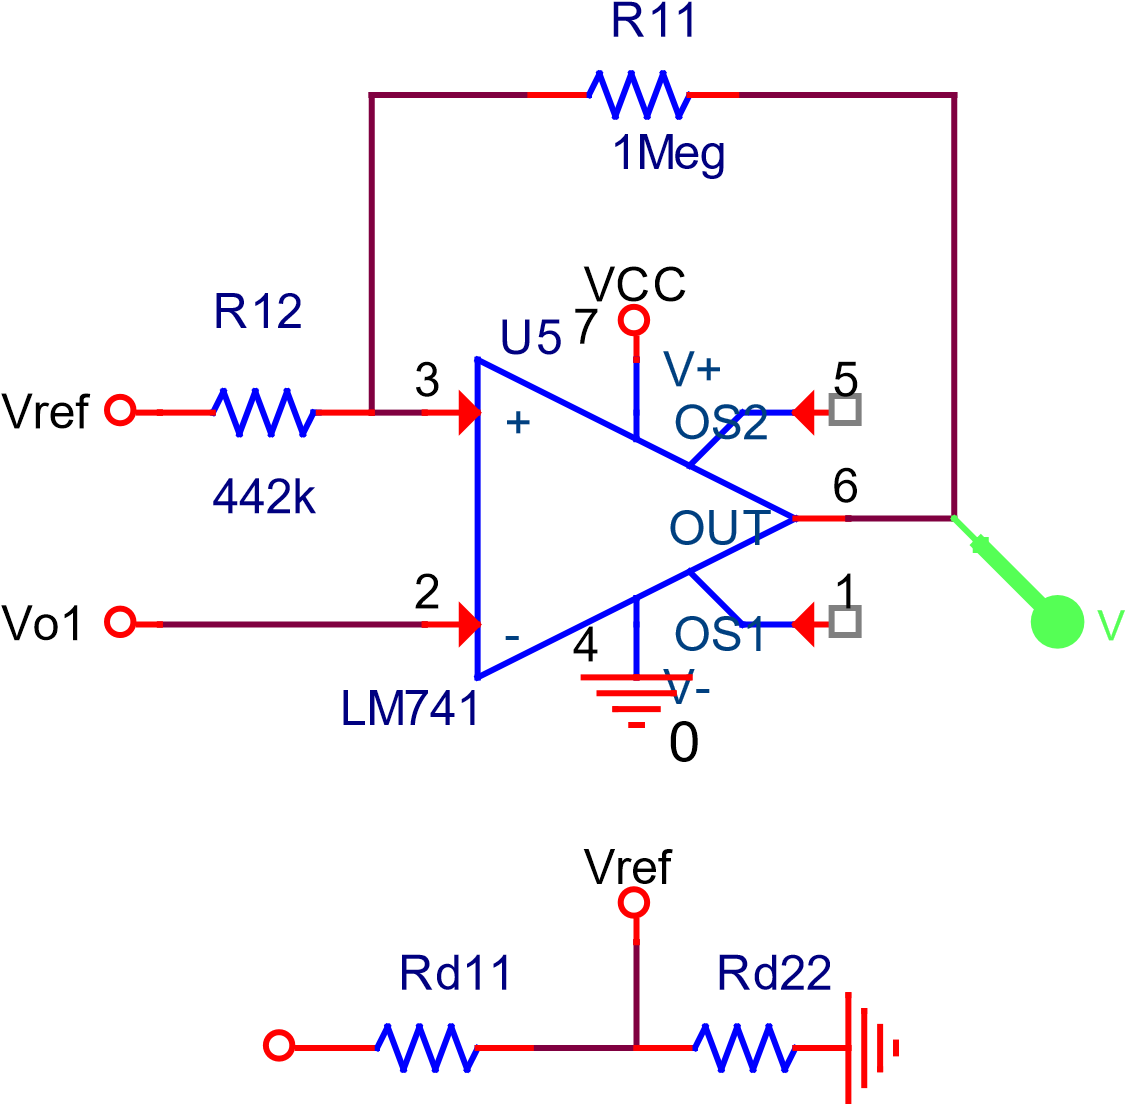 R11
1Meg
VCC
R12
U5
7
V+
3
5
Vref
+
OS2
442k
6
OUT
2
1
Vo1
-
4
OS1
LM741
V-
V
0
Vref
Rd11
Rd22